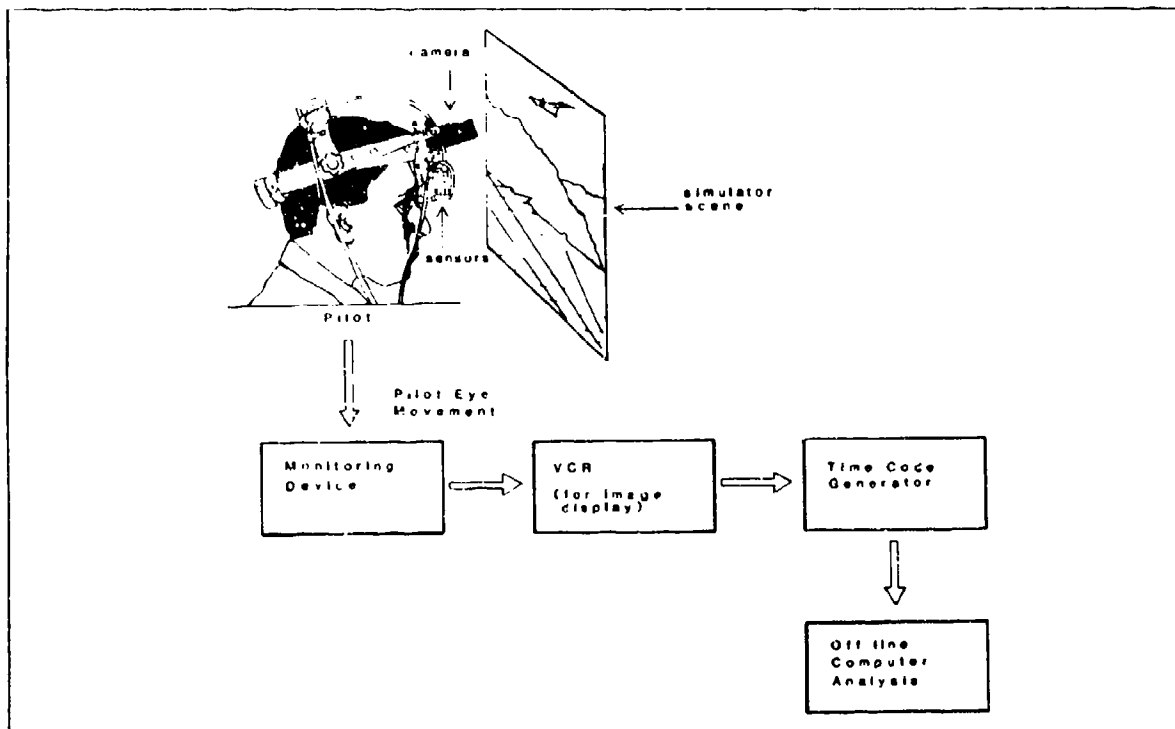 camera
simulator
scene
sensors
Pilot
Pilot Eye
Movement
Monitoring
Device
VCR
(for image
display)
Time Code
Generator
Off line
Computer
Analysis